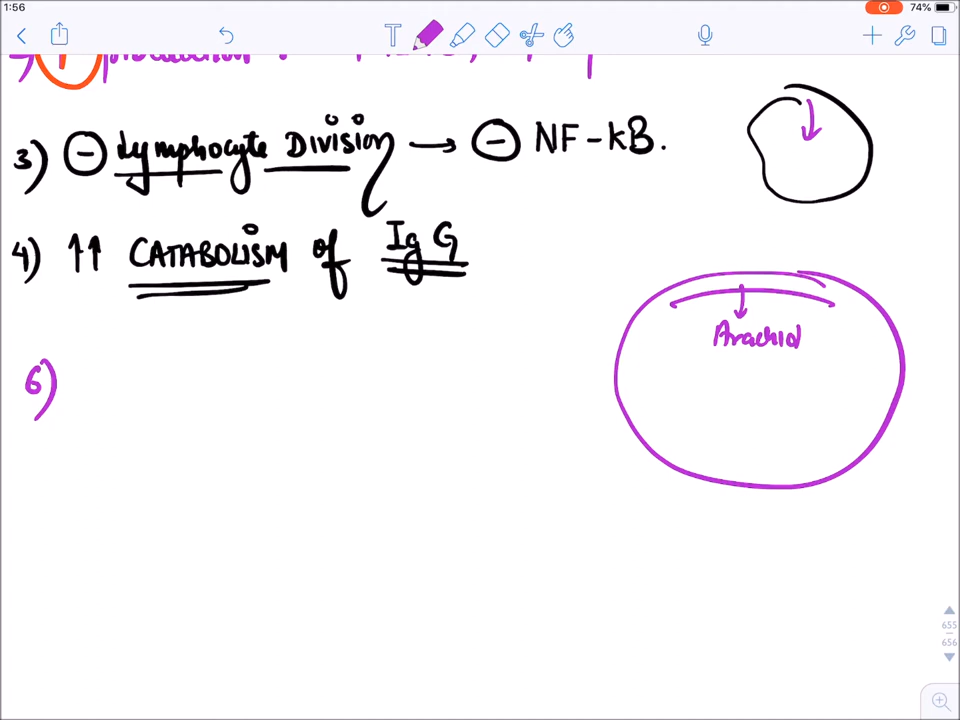 1:56
74%
T
3) ⊖ Lymphocyte Division → ⊖ NF-kB.
4) ↑↑ CATABOLISM of IgG
Arachid
6)
655
656